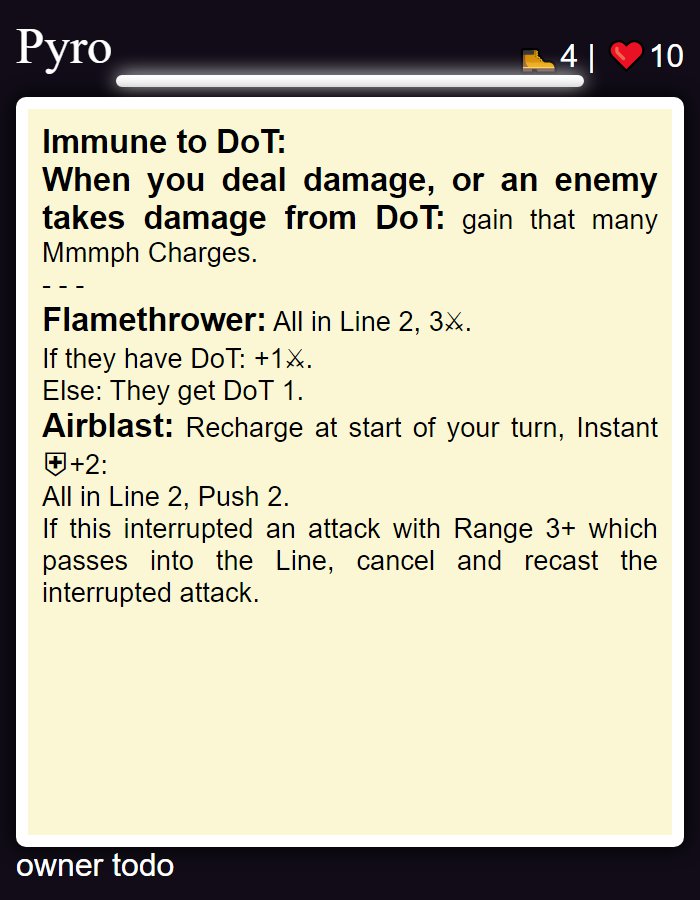 Pyro
🥾4 | ❤️10
Immune to DoT:
When you deal damage, or an enemy
takes damage from DoT: gain that many
Mmmph Charges.
- - -
Flamethrower: All in Line 2, 3⚔.
If they have DoT: +1⚔.
Else: They get DoT 1.
Airblast: Recharge at start of your turn, Instant
⛨+2:
All in Line 2, Push 2.
If this interrupted an attack with Range 3+ which
passes into the Line, cancel and recast the
interrupted attack.
owner todo